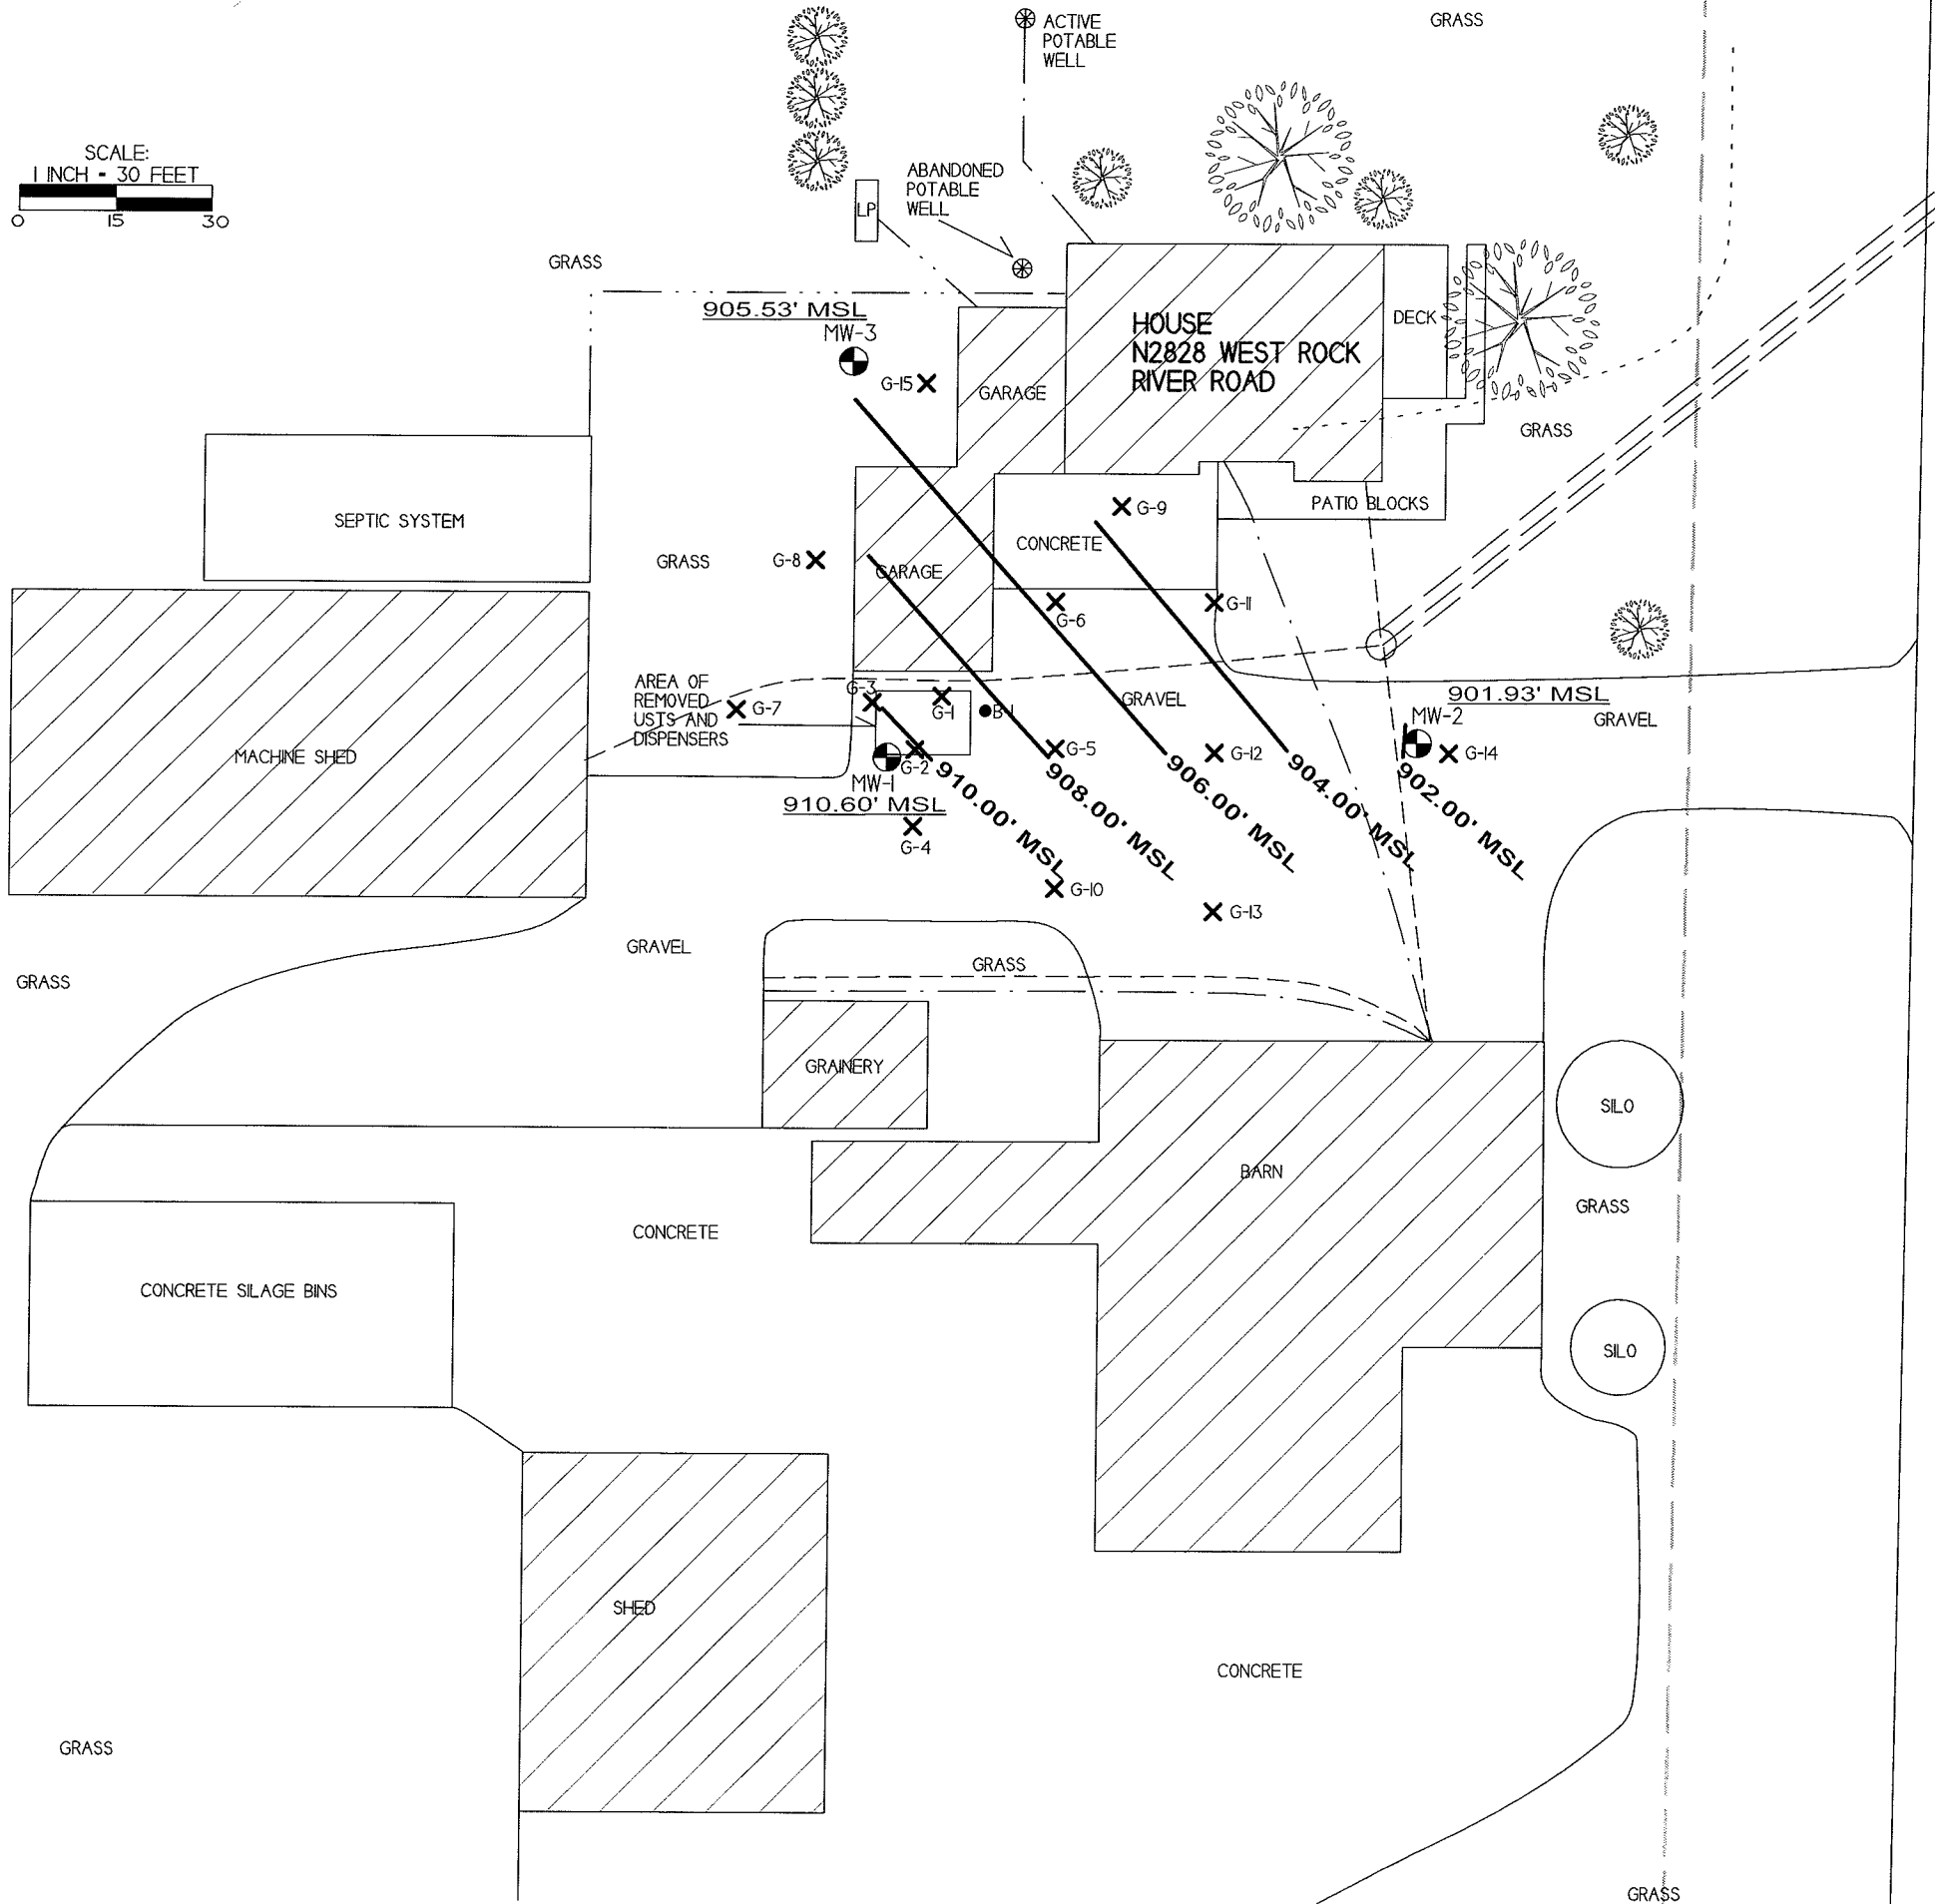 GRASS
ACTIVE
POTABLE
WELL
SCALE:
1 INCH = 30 FEET
0 15 30
ABANDONED
POTABLE
WELL
LP
GRASS
905.53' MSL
MW-3
G-15
GARAGE
HOUSE
N2828 WEST ROCK
RIVER ROAD
DECK
GRASS
SEPTIC SYSTEM
GRASS
G-8
GARAGE
CONCRETE
G-9
PATIO BLOCKS
G-6
G-11
AREA OF
REMOVED
USTS AND
DISPENSERS
G-7
G-3
G-1
B-1
GRAVEL
901.93' MSL
MW-2
GRAVEL
G-14
MACHINE SHED
G-2
G-5
G-12
MW-1
910.60' MSL
910.00' MSL
908.00' MSL
906.00' MSL
904.00' MSL
902.00' MSL
G-4
G-10
G-13
GRAVEL
GRASS
GRASS
GRAINERY
SILO
BARN
GRASS
CONCRETE
CONCRETE SILAGE BINS
SILO
SHED
CONCRETE
GRASS
GRASS